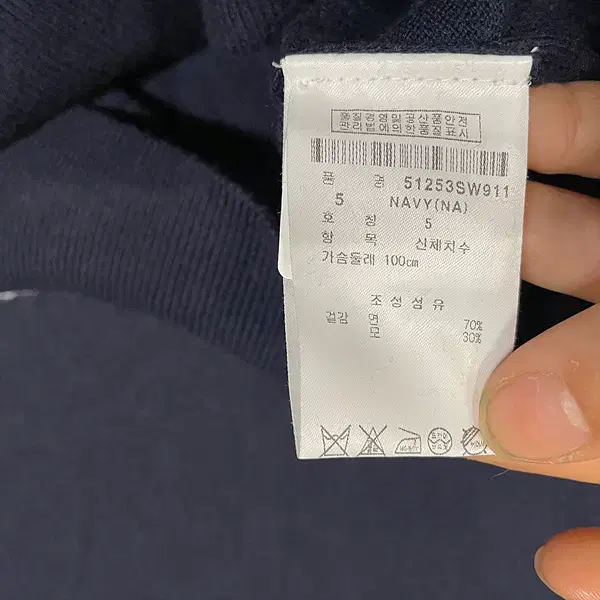 품질경영및공산품안전
관리법에의한품질표시
품 명 51253SW911
5 NAVY(NA)
호 칭 5
항 목 신체치수
가슴둘레 100cm
조성섬유
겉감 면 70%
모 30%